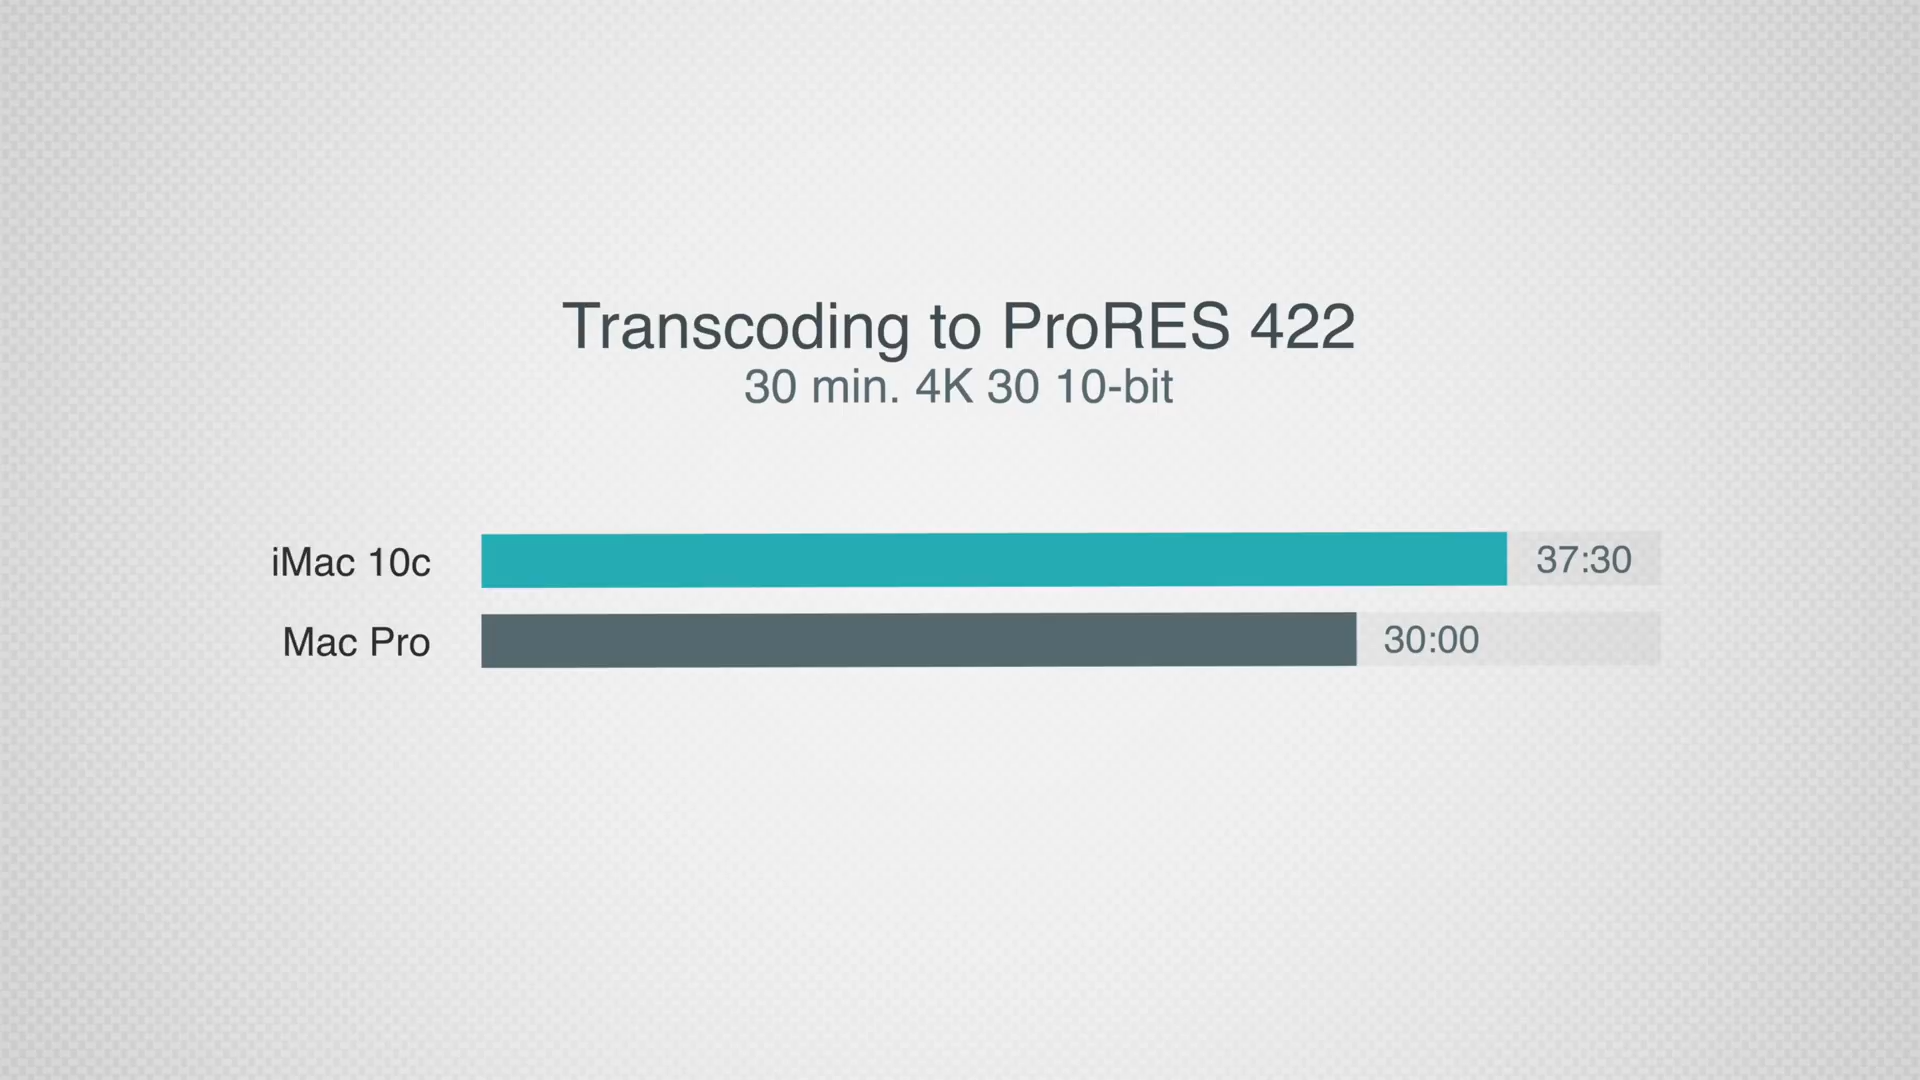 Transcoding to ProRES 422
30 min. 4K 30 10-bit
iMac 10c 37:30
Mac Pro 30:00